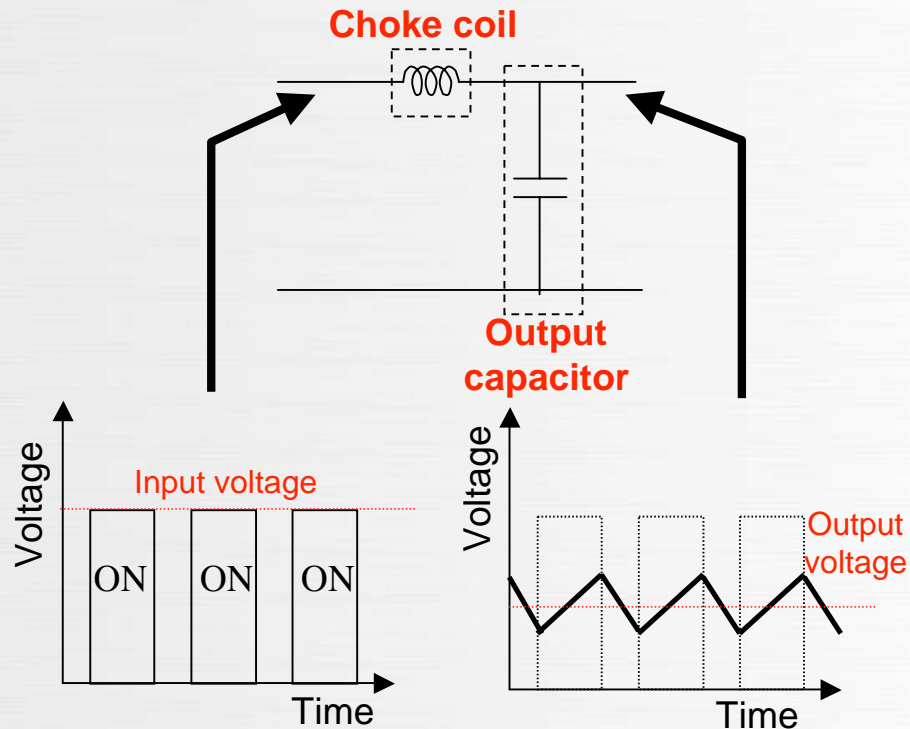 Choke coil
Output
capacitor
Voltage
Input voltage
ON
ON
ON
Time
Voltage
Output
voltage
Time